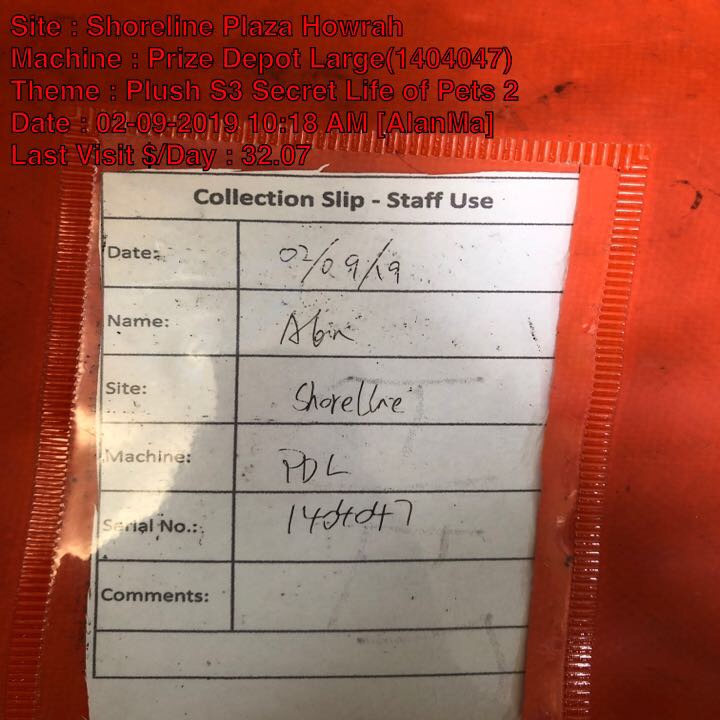 Site : Shoreline Plaza Howrah
Machine : Prize Depot Large(1404047)
Theme : Plush S3 Secret Life of Pets 2
Date : 02-09-2019 10:18 AM [AlanMa]
Last Visit $/Day : 32.07
Collection Slip - Staff Use
Date: 02/09/19
Name:
Site: Shoreline
Machine: PDL
Serial No.: 1404047
Comments: